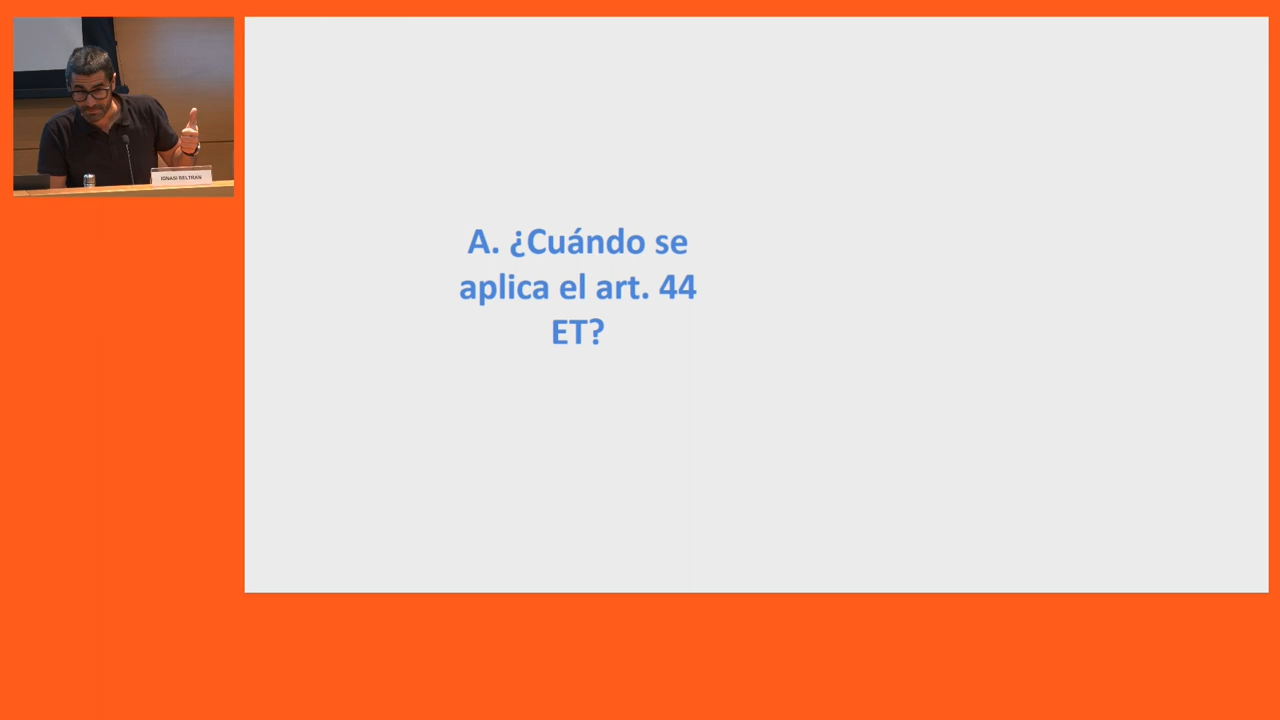 IGNASI BELTRAN
A. ¿Cuándo se
aplica el art. 44
ET?